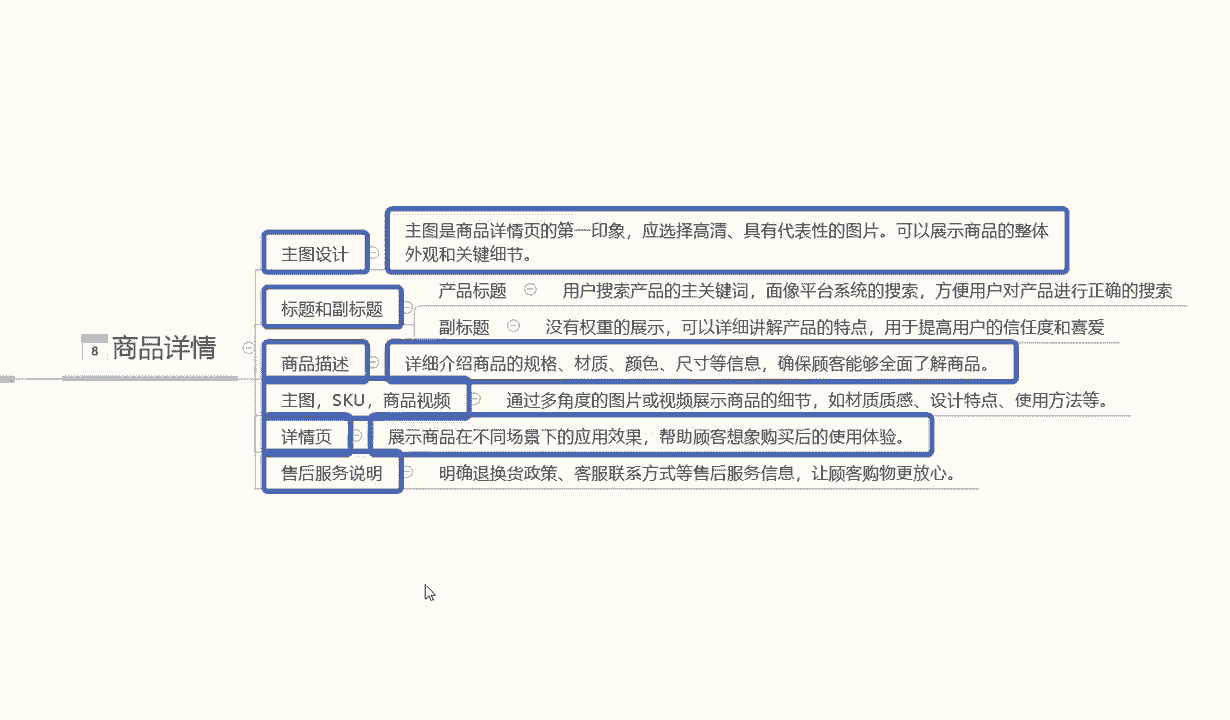 主图设计
主图是商品详情页的第一印象，应选择高清、具有代表性的图片。可以展示商品的整体
外观和关键细节。
标题和副标题
产品标题 用户搜索产品的主关键词，面像平台系统的搜索，方便用户对产品进行正确的搜索
副标题 没有权重的展示，可以详细讲解产品的特点，用于提高用户的信任度和喜爱
8 商品详情
商品描述 详细介绍商品的规格、材质、颜色、尺寸等信息，确保顾客能够全面了解商品。
主图，SKU，商品视频 通过多角度的图片或视频展示商品的细节，如材质质感、设计特点、使用方法等。
详情页 展示商品在不同场景下的应用效果，帮助顾客想象购买后的使用体验。
售后服务说明 明确退换货政策、客服联系方式等售后服务信息，让顾客购物更放心。